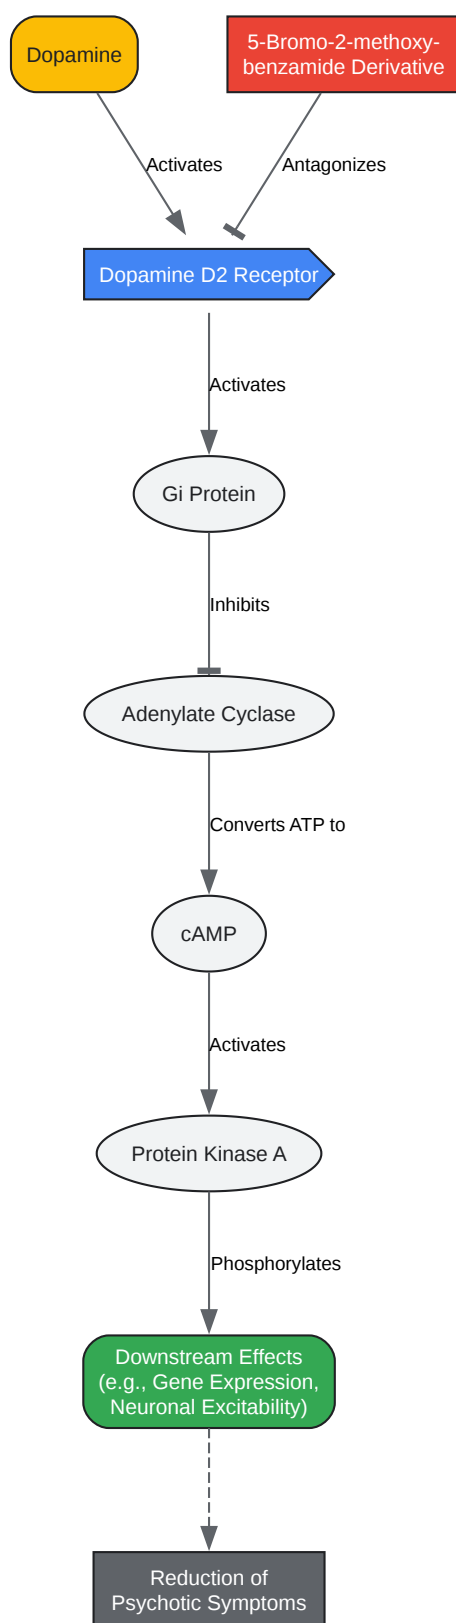 Dopamine
5-Bromo-2-methoxy-
benzamide Derivative
Activates
Antagonizes
Dopamine D2 Receptor
Activates
Gi Protein
Inhibits
Adenylate Cyclase
Converts ATP to
cAMP
Activates
Protein Kinase A
Phosphorylates
Downstream Effects
(e.g., Gene Expression,
Neuronal Excitability)
Reduction of
Psychotic Symptoms